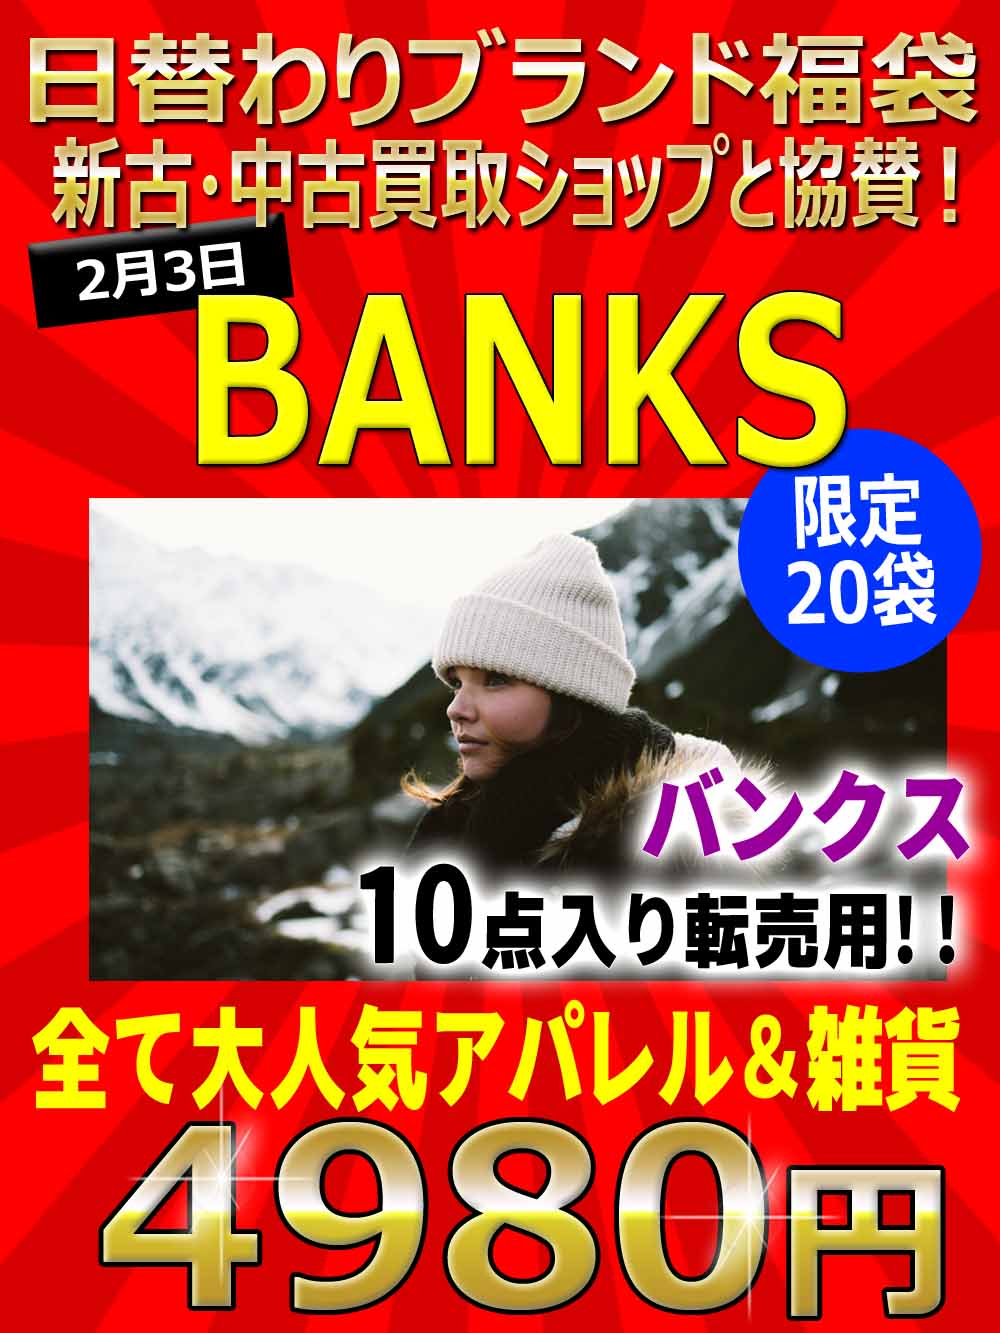 日替わりブランド福袋
新古・中古買取ショップと協賛！
2月3日
BANKS
限定
20袋
バンクス
10点入り転売用!!
全て大人気アパレル＆雑貨
4980円